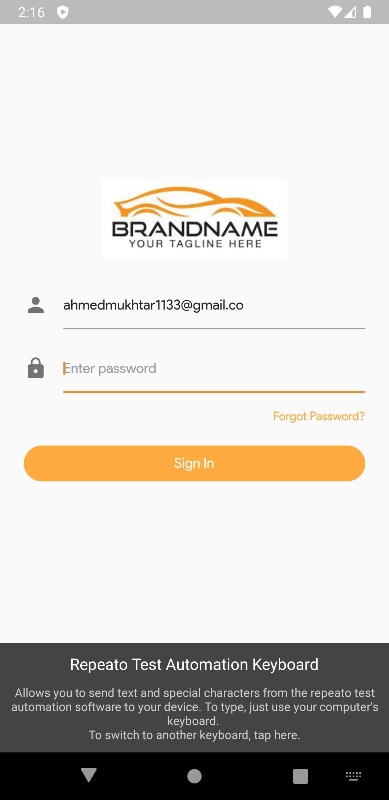 2:16
BRANDNAME
YOUR TAGLINE HERE
ahmedmukhtar1133@gmail.co
Enter password
Forgot Password?
Sign In
Repeato Test Automation Keyboard
Allows you to send text and special characters from the repeato test
automation software to your device. To type, just use your computer's
keyboard.
To switch to another keyboard, tap here.